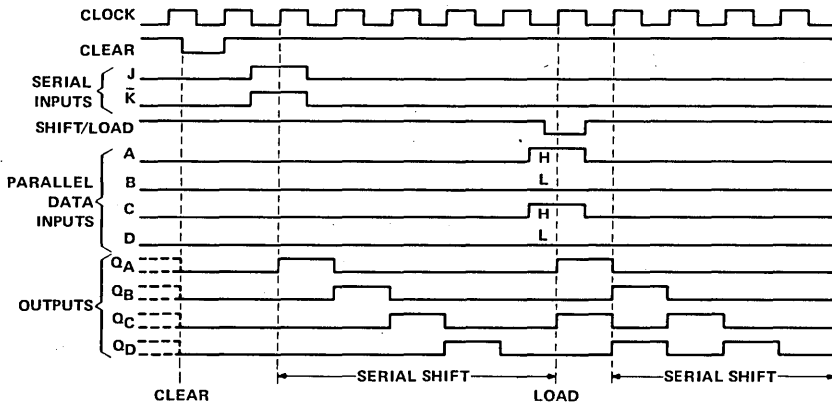 CLOCK
CLEAR
SERIAL INPUTS
J
K̄
SHIFT/LOAD
PARALLEL DATA INPUTS
A
H
B
L
C
H
D
L
OUTPUTS
QA
QB
QC
QD
SERIAL SHIFT
SERIAL SHIFT
CLEAR
LOAD